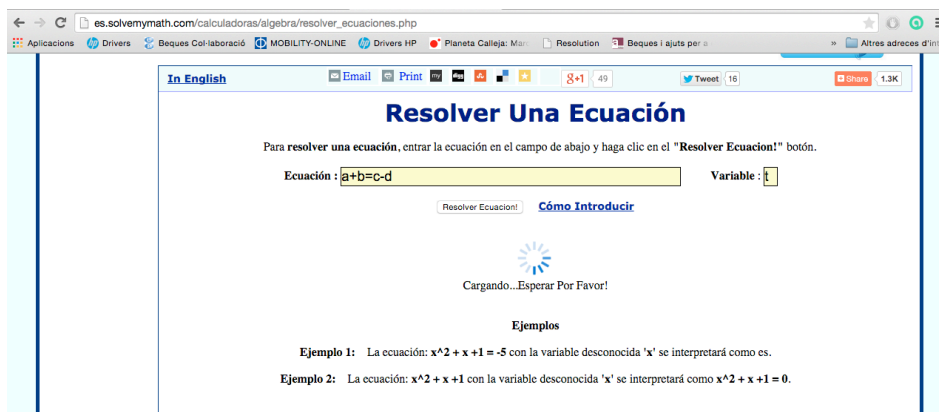 es.solvemymath.com/calculadoras/algebra/resolver_ecuaciones.php
Aplicacions Drivers Beques Col·laboració MOBILITY-ONLINE Drivers HP Planeta Calleja: Mar Resolution Beques i ajuts per a » Altres adreces d'int
In English Email Print my digg g+1 49 Tweet 16 Share 1.3K
Resolver Una Ecuación
Para resolver una ecuación, entrar la ecuación en el campo de abajo y haga clic en el "Resolver Ecuacion!" botón.
Ecuación : a+b=c-d Variable : t
Resolver Ecuacion! Cómo Introducir
Cargando...Esperar Por Favor!
Ejemplos
Ejemplo 1: La ecuación: x^2 + x +1 = -5 con la variable desconocida 'x' se interpretará como es.
Ejemplo 2: La ecuación: x^2 + x +1 con la variable desconocida 'x' se interpretará como x^2 + x +1 = 0.